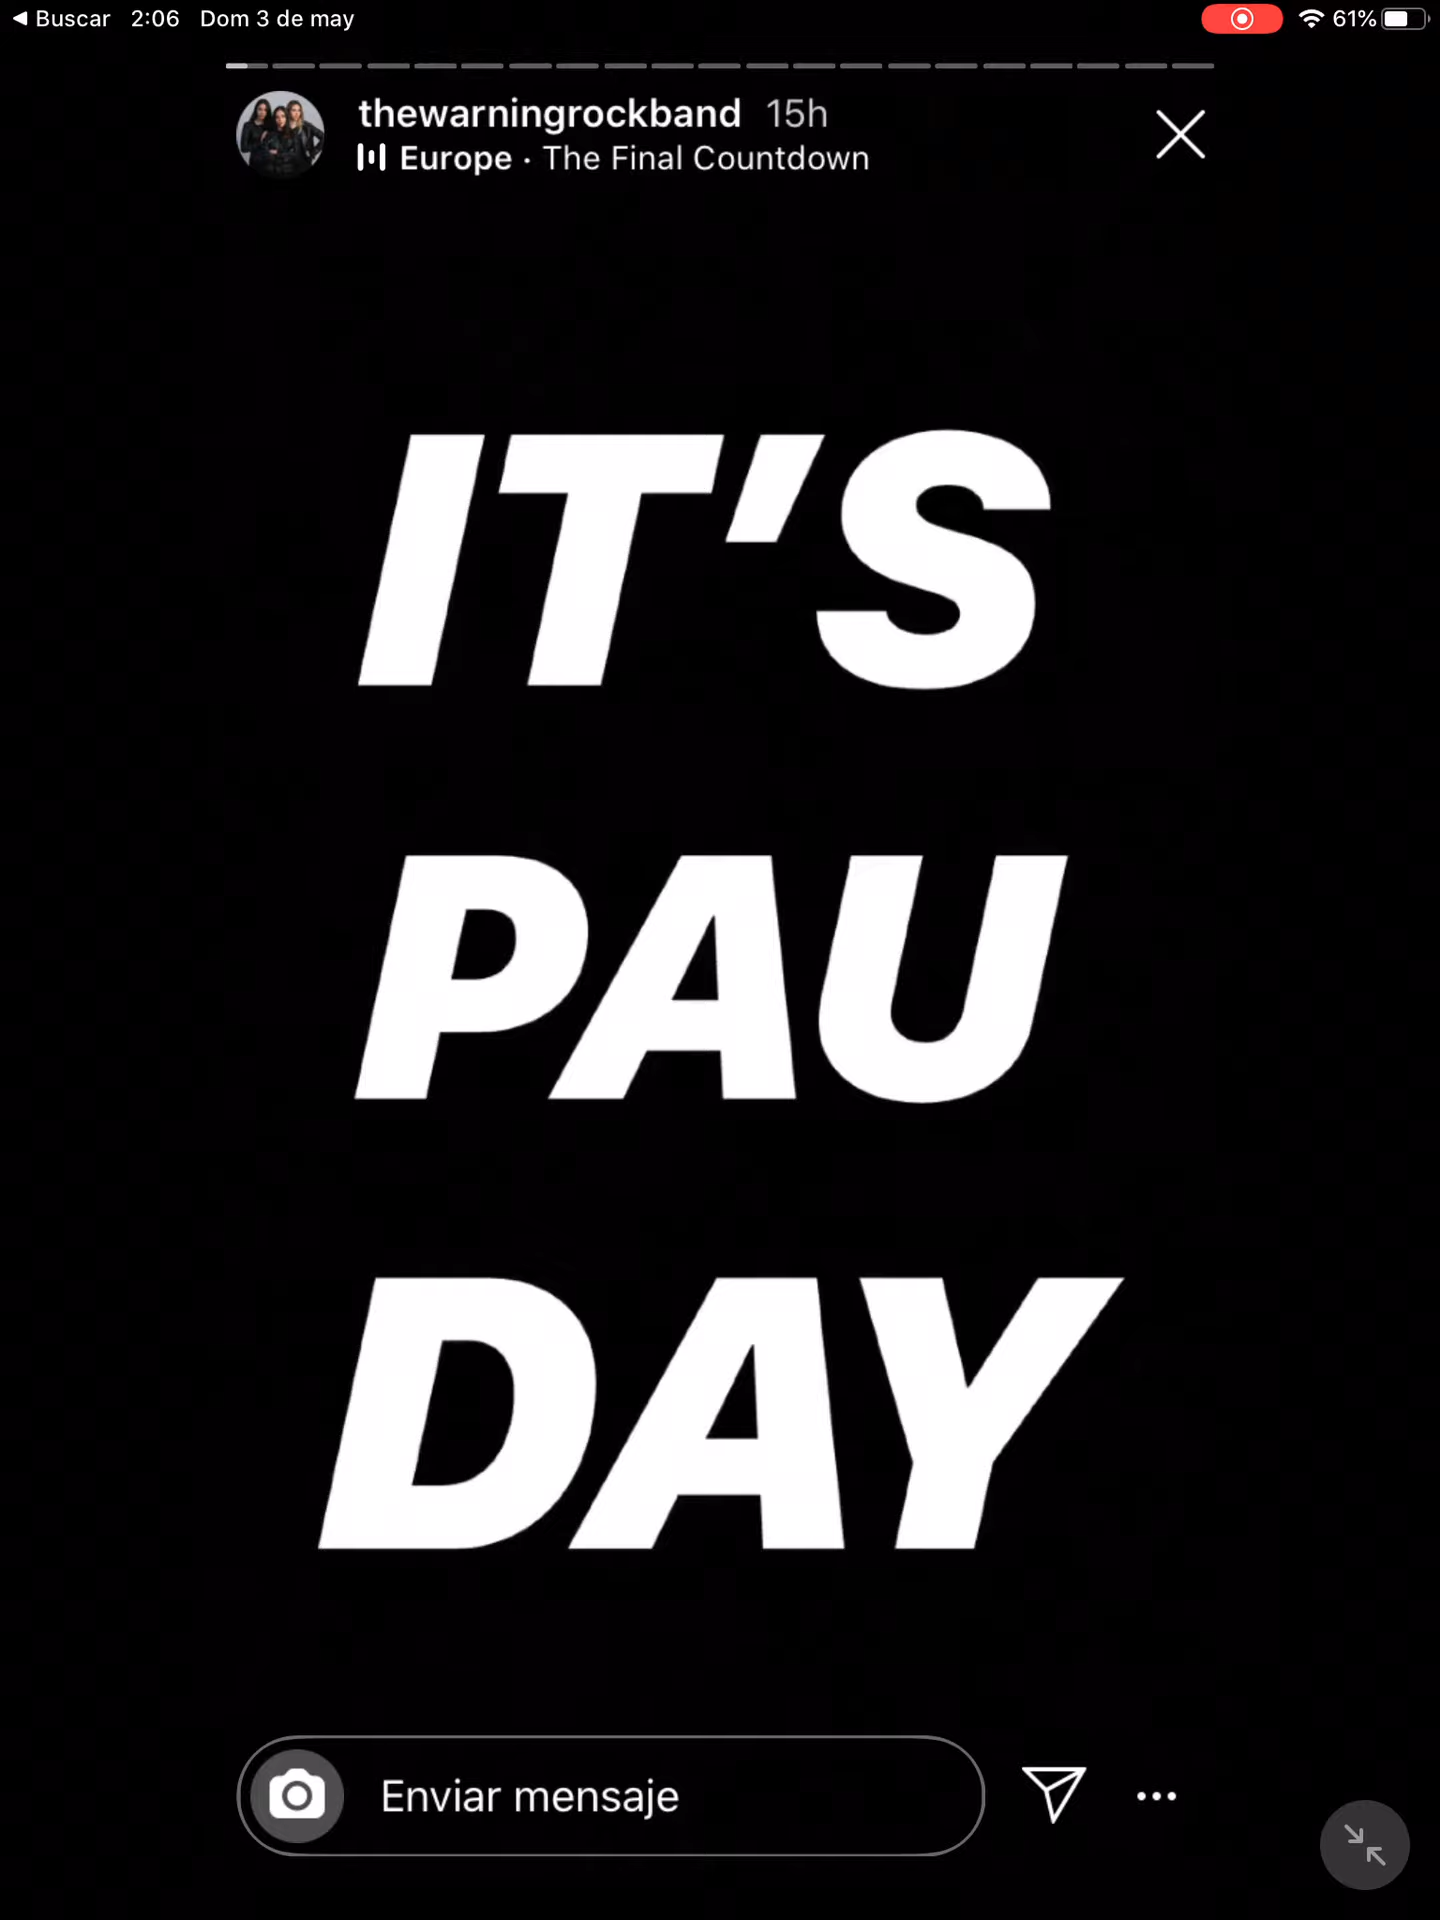 Buscar 2:06 Dom 3 de may 61%
thewarningrockband 15h
Europe · The Final Countdown
IT'S
PAU
DAY
Enviar mensaje